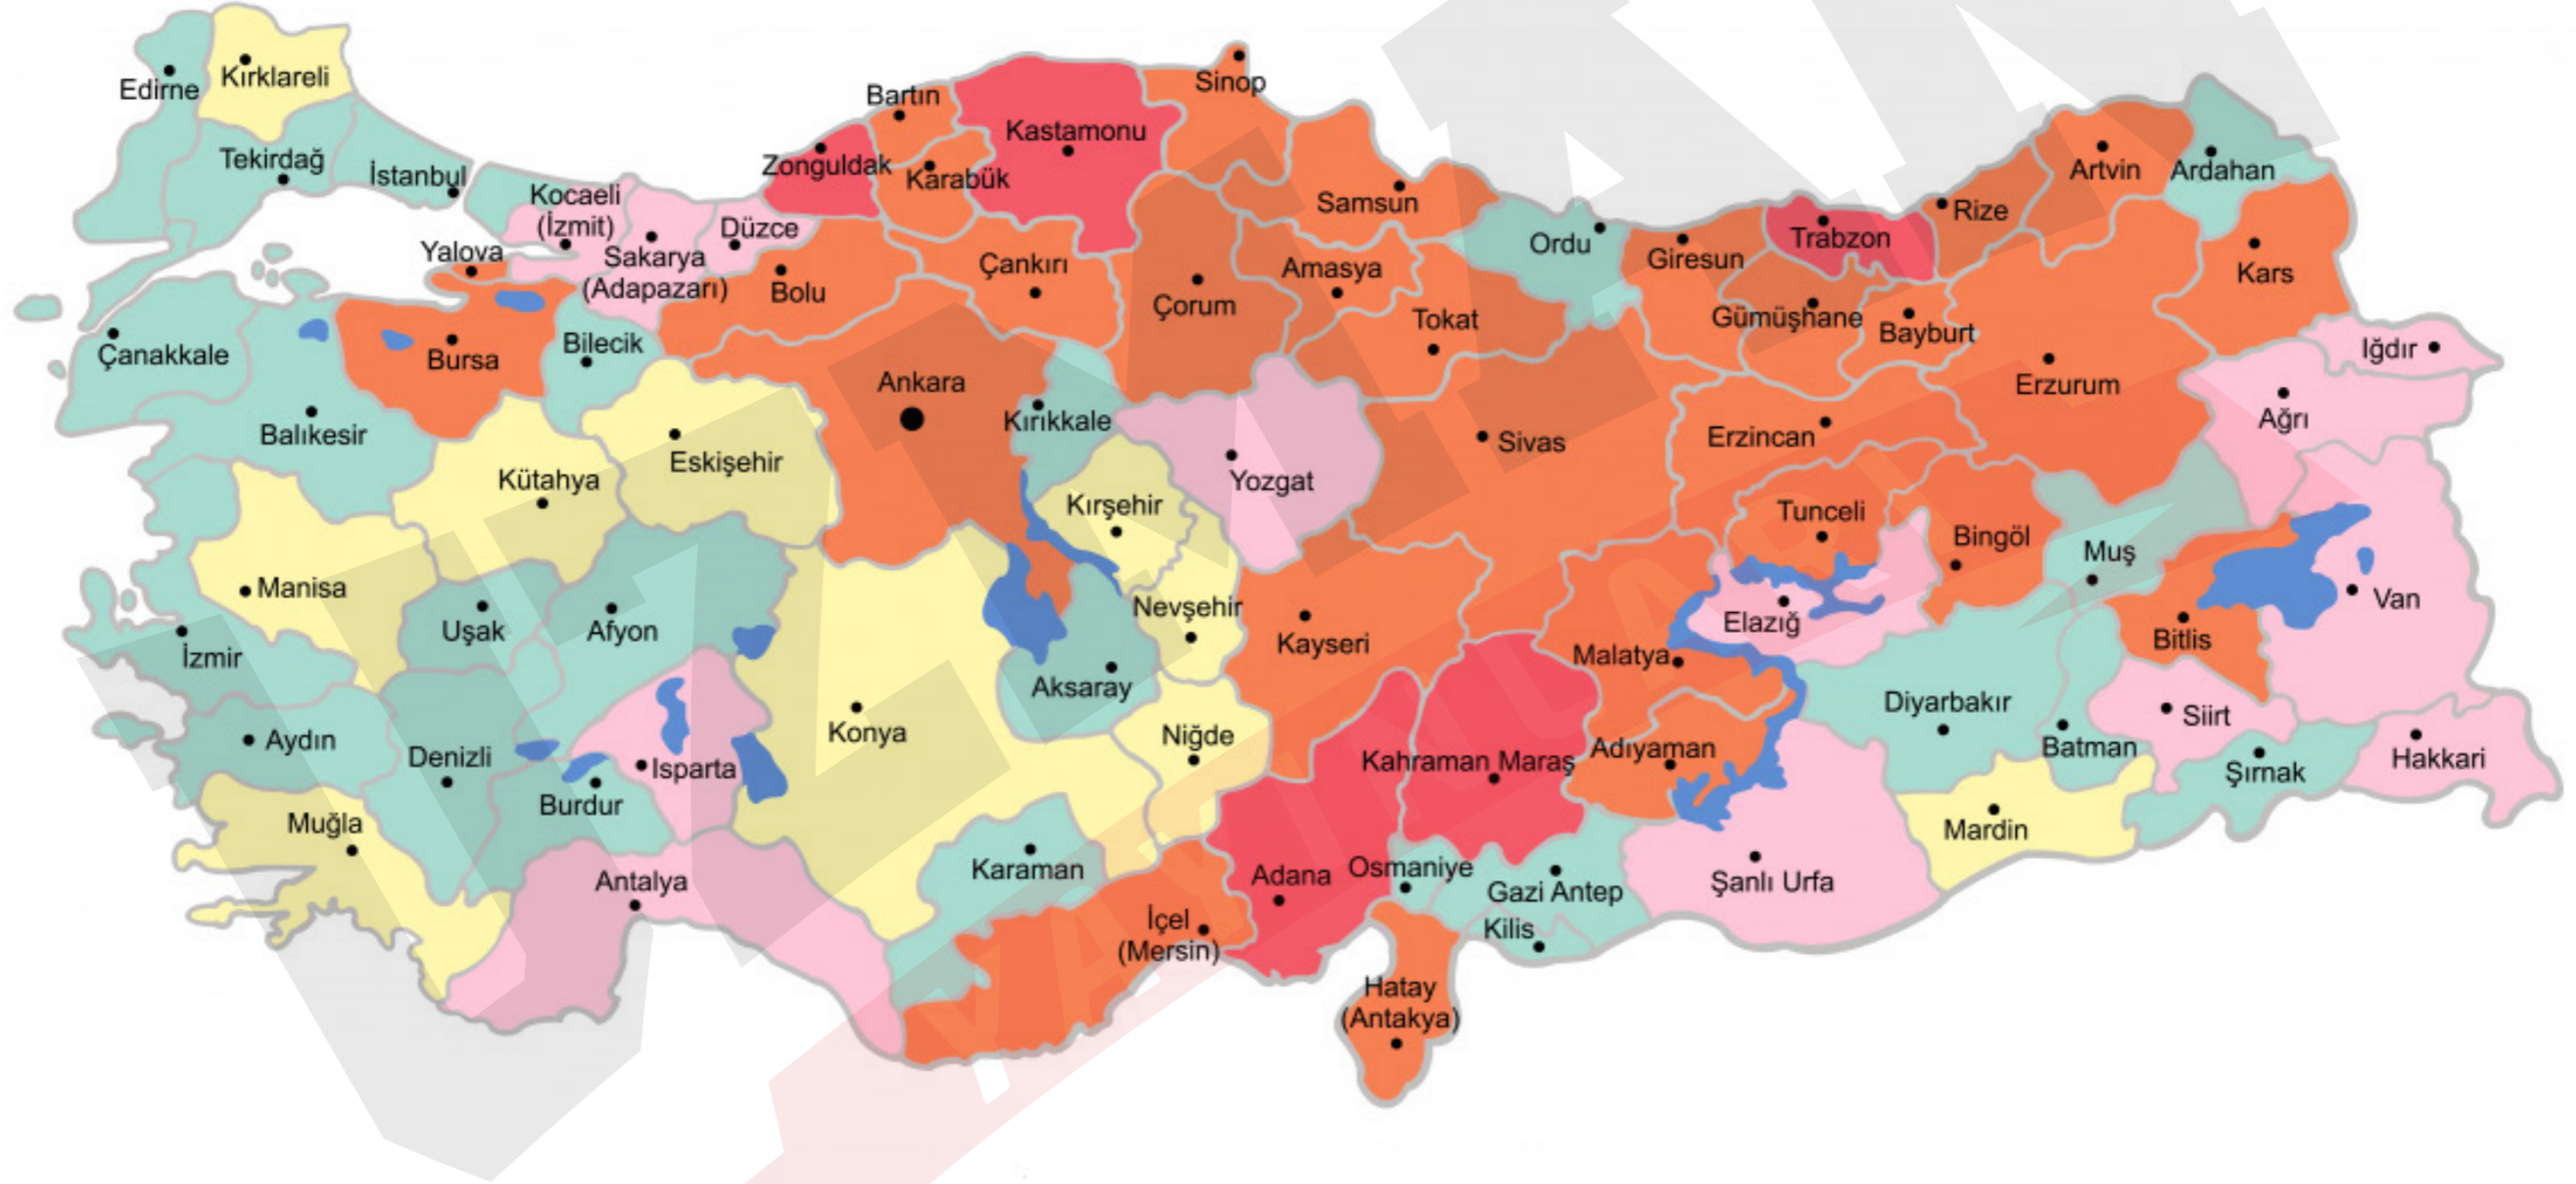 Edirne
Kırklareli
Tekirdağ
İstanbul
Kocaeli
(İzmit)
Yalova
Sakarya
(Adapazarı)
Düzce
Zonguldak
Bartın
Karabük
Kastamonu
Sinop
Bolu
Çankırı
Çorum
Samsun
Amasya
Tokat
Ordu
Giresun
Trabzon
Rize
Artvin
Ardahan
Gümüşhane
Bayburt
Kars
Iğdır
Çanakkale
Balıkesir
Bursa
Bilecik
Ankara
Kırıkkale
Erzurum
Ağrı
Kütahya
Eskişehir
Kırşehir
Yozgat
Sivas
Erzincan
Tunceli
Bingöl
Muş
Van
Manisa
Uşak
Afyon
Nevşehir
Kayseri
Elazığ
Malatya
Bitlis
İzmir
Aksaray
Aydın
Denizli
Isparta
Burdur
Konya
Niğde
Kahraman Maraş
Adıyaman
Diyarbakır
Batman
Siirt
Şırnak
Hakkari
Muğla
Antalya
Karaman
İçel
(Mersin)
Adana
Osmaniye
Gazi Antep
Kilis
Şanlı Urfa
Mardin
Hatay
(Antakya)